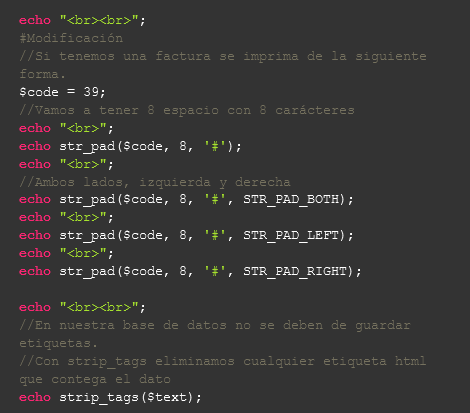 echo "<br><br>";
#Modificación
//Si tenemos una factura se imprima de la siguiente
forma.
$code = 39;
//Vamos a tener 8 espacio con 8 carácteres
echo "<br>";
echo str_pad($code, 8, '#');
echo "<br>";
//Ambos lados, izquierda y derecha
echo str_pad($code, 8, '#', STR_PAD_BOTH);
echo "<br>";
echo str_pad($code, 8, '#', STR_PAD_LEFT);
echo "<br>";
echo str_pad($code, 8, '#', STR_PAD_RIGHT);
echo "<br><br>";
//En nuestra base de datos no se deben de guardar
etiquetas.
//Con strip_tags eliminamos cualquier etiqueta html
que contega el dato
echo strip_tags($text);